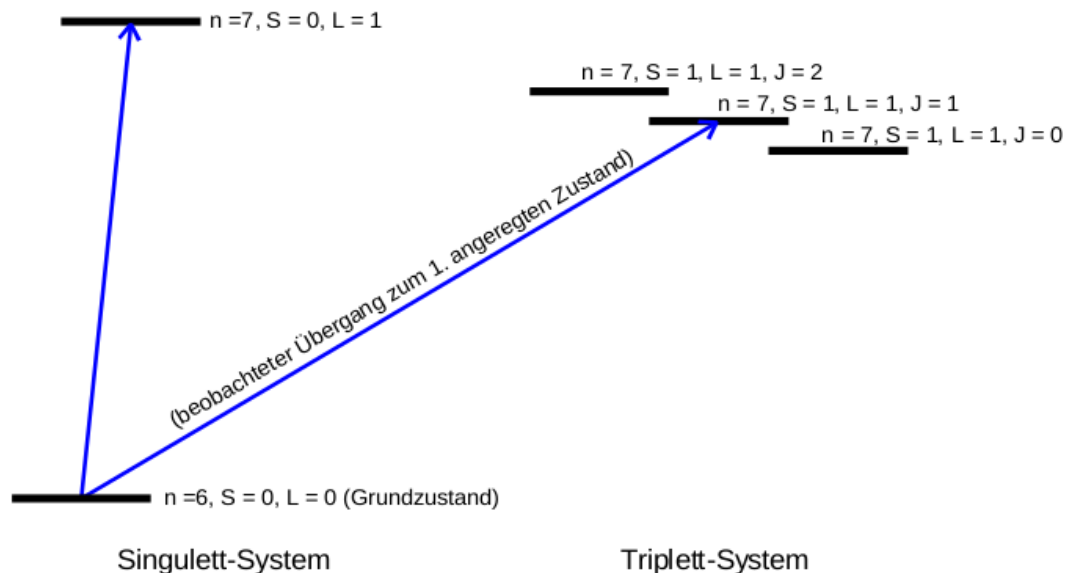 n =7, S = 0, L = 1
n = 7, S = 1, L = 1, J = 2
n = 7, S = 1, L = 1, J = 1
n = 7, S = 1, L = 1, J = 0
(beobachteter Übergang zum 1. angeregten Zustand)
n =6, S = 0, L = 0 (Grundzustand)
Singulett-System
Triplett-System